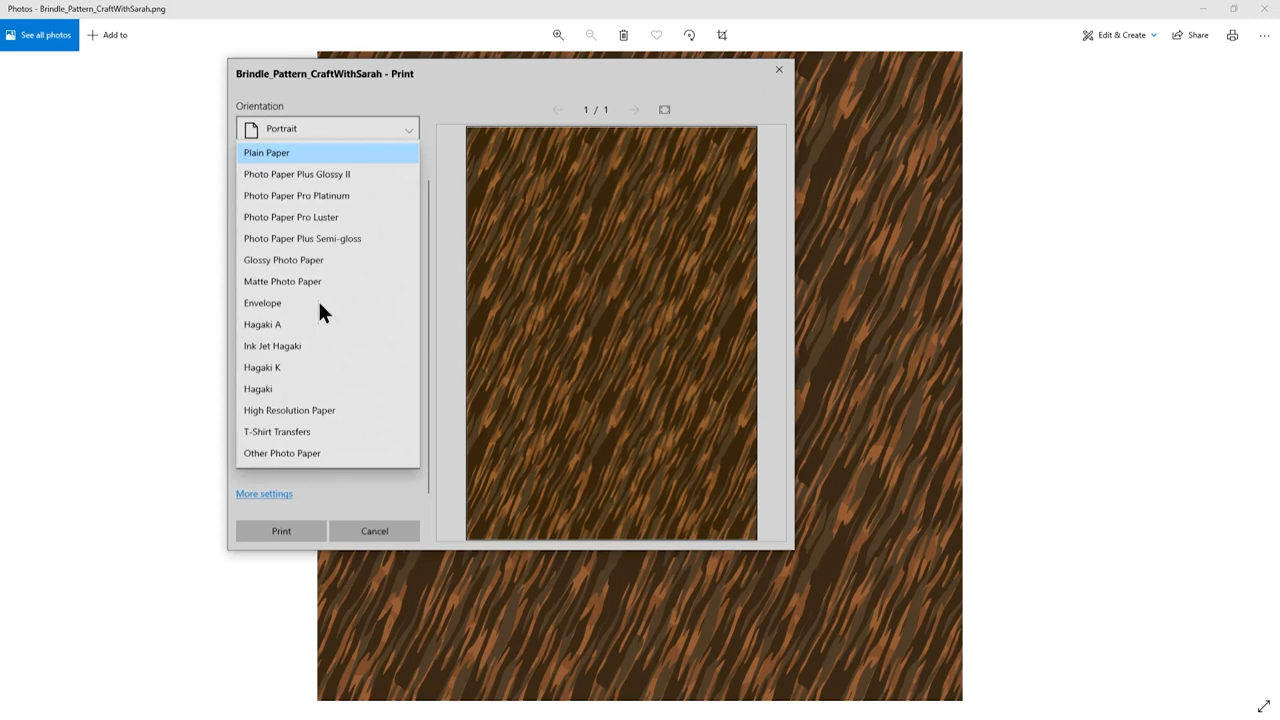 Photos - Brindle_Pattern_CraftWithSarah.png
See all photos
Add to
Edit & Create
Share
Brindle_Pattern_CraftWithSarah - Print
Orientation
Portrait
1 / 1
Plain Paper
Photo Paper Plus Glossy II
Photo Paper Pro Platinum
Photo Paper Pro Luster
Photo Paper Plus Semi-gloss
Glossy Photo Paper
Matte Photo Paper
Envelope
Hagaki A
Ink Jet Hagaki
Hagaki K
Hagaki
High Resolution Paper
T-Shirt Transfers
Other Photo Paper
More settings
Print
Cancel